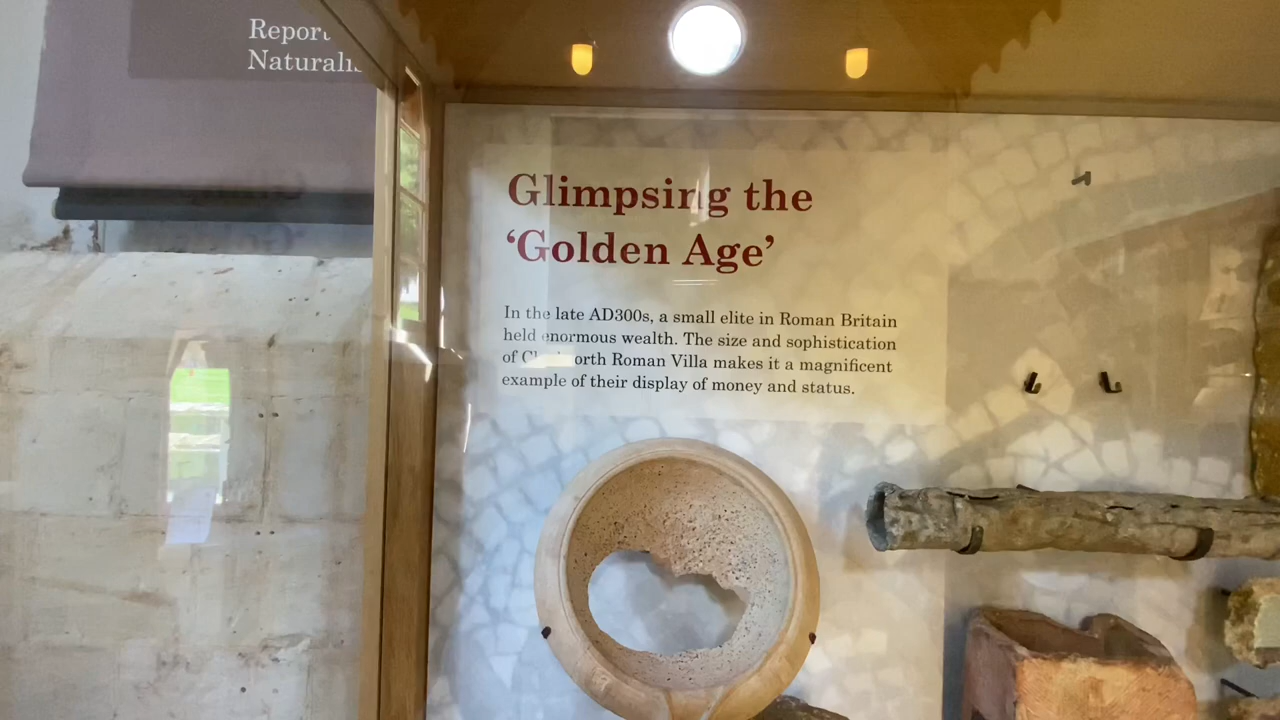 Glimpsing the
‘Golden Age’
In the late AD300s, a small elite in Roman Britain
held enormous wealth. The size and sophistication
of Roman Villa makes it a magnificent
example of their display of money and status.